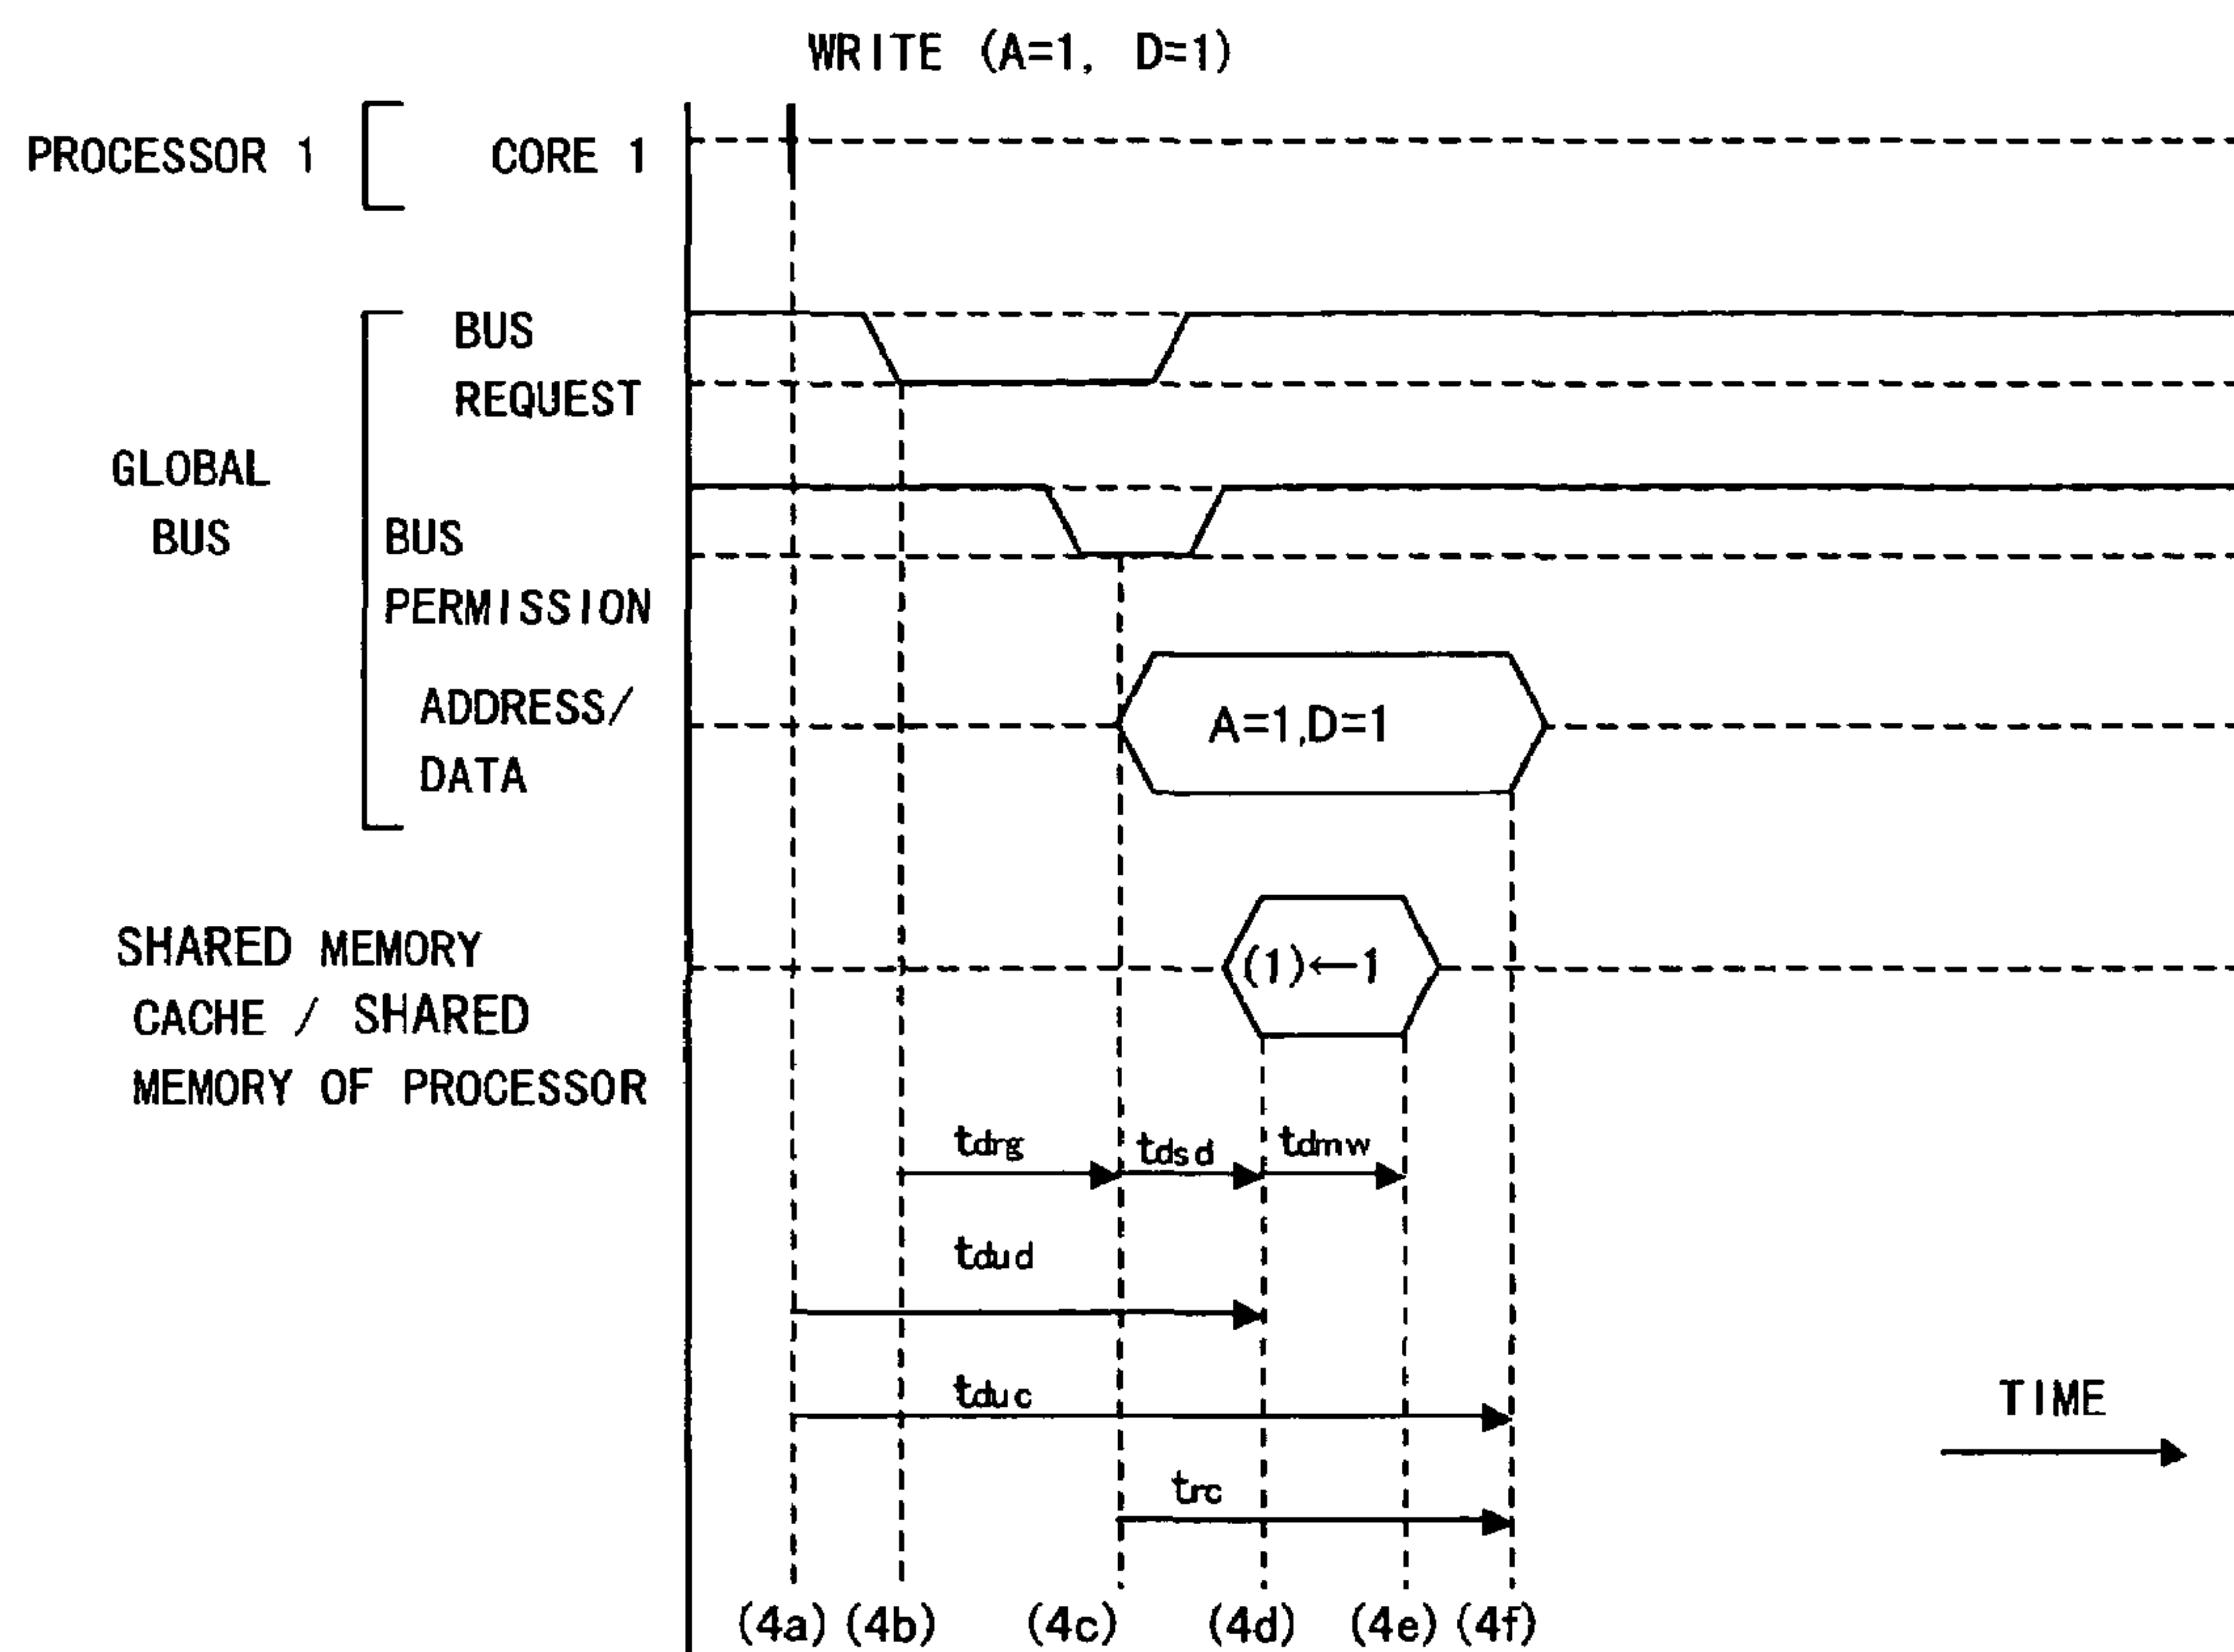 WRITE (A=1, D=1)
PROCESSOR 1
CORE 1
BUS
REQUEST
GLOBAL
BUS
BUS
PERMISSION
ADDRESS/
DATA
A=1,D=1
SHARED MEMORY
CACHE / SHARED
MEMORY OF PROCESSOR
(1)←1
tdrg
tdsd
tdmw
tdud
tduc
trc
TIME
(4a) (4b) (4c) (4d) (4e) (4f)